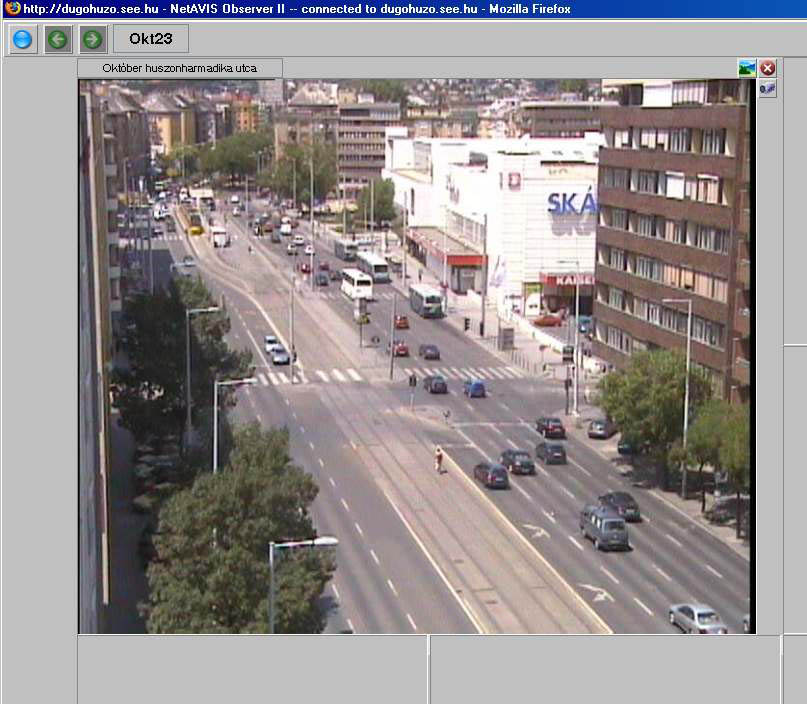 http://dugohuzo.see.hu - NetAVIS Observer II -- connected to dugohuzo.see.hu - Mozilla Firefox
Okt23
Október huszonharmadika utca
SKÁ
KAISE